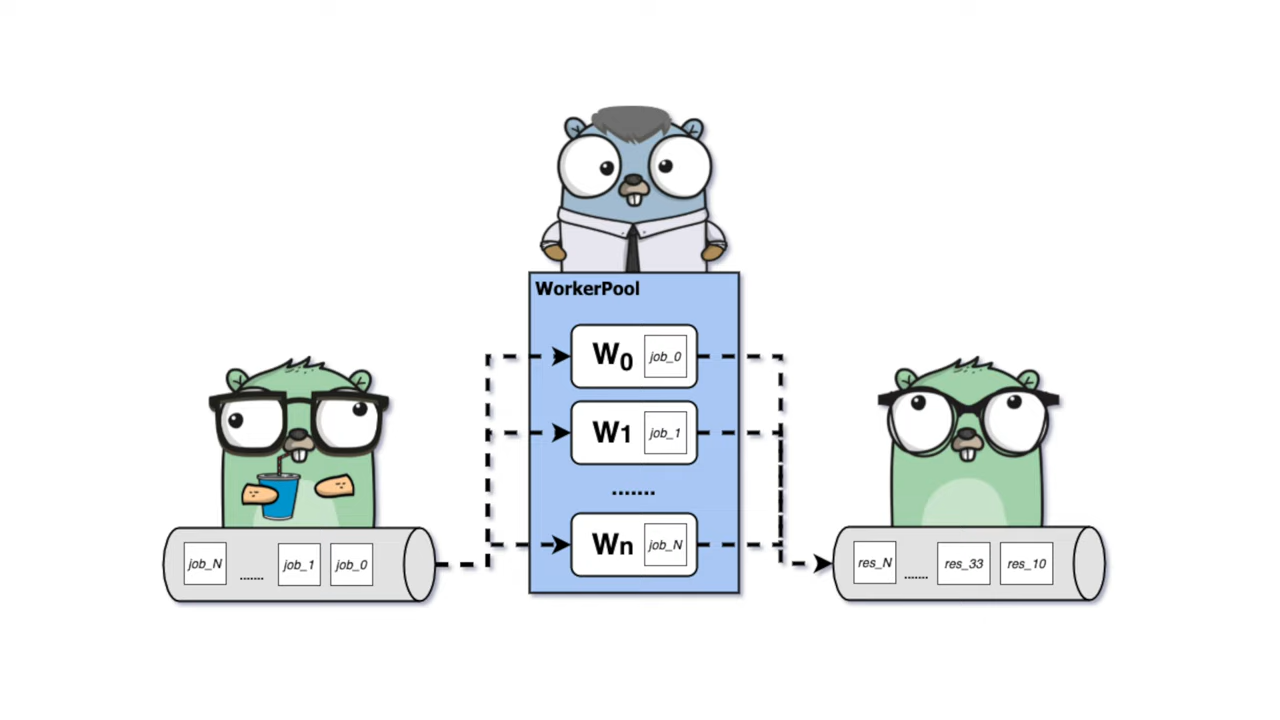 WorkerPool
W0 job_0
W1 job_1
.......
Wn job_N
job_N ....... job_1 job_0
res_N ....... res_33 res_10